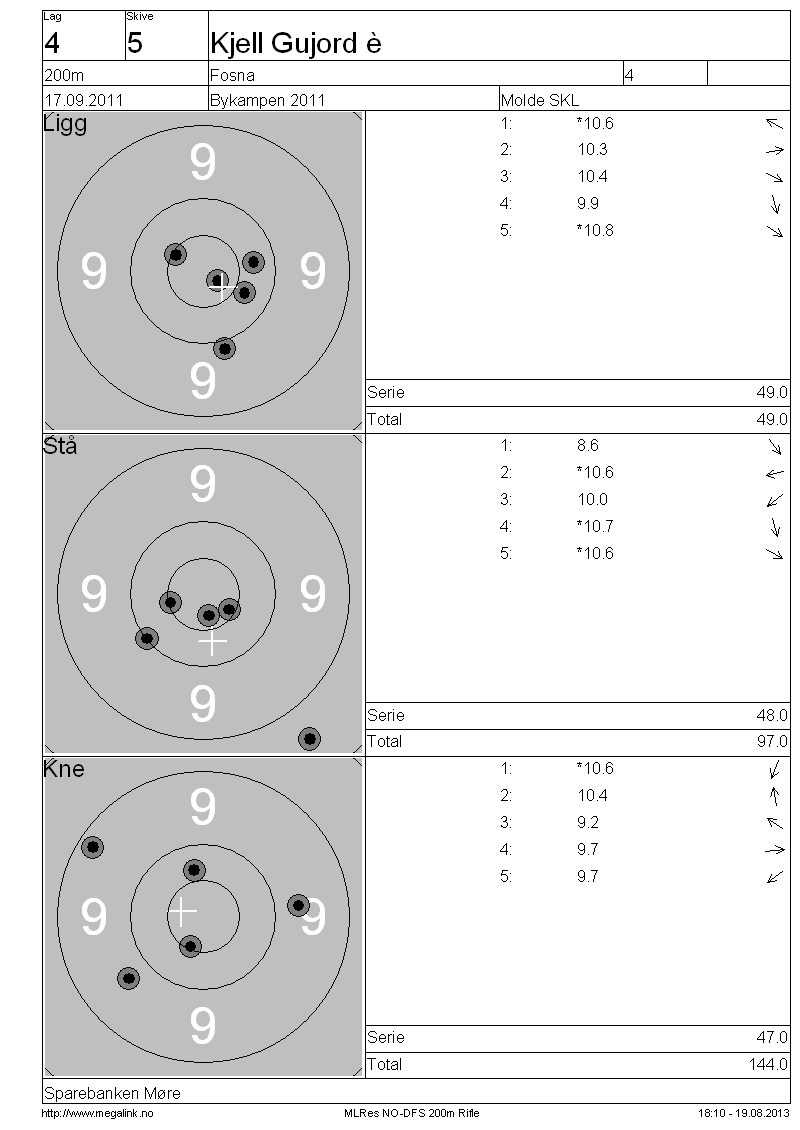 Lag Skive
4 5 Kjell Gujord è
200m Fosna 4
17.09.2011 Bykampen 2011 Molde SKL
Ligg
9
9 9
9
1: *10.6
2: 10.3
3: 10.4
4: 9.9
5: *10.8
Serie 49.0
Total 49.0
Stå
9
9 9
9
1: 8.6
2: *10.6
3: 10.0
4: *10.7
5: *10.6
Serie 48.0
Total 97.0
Kne
9
9 9
9
1: *10.6
2: 10.4
3: 9.2
4: 9.7
5: 9.7
Serie 47.0
Total 144.0
Sparebanken Møre
http://www.megalink.no MLRes NO-DFS 200m Rifle 18:10 - 19.08.2013